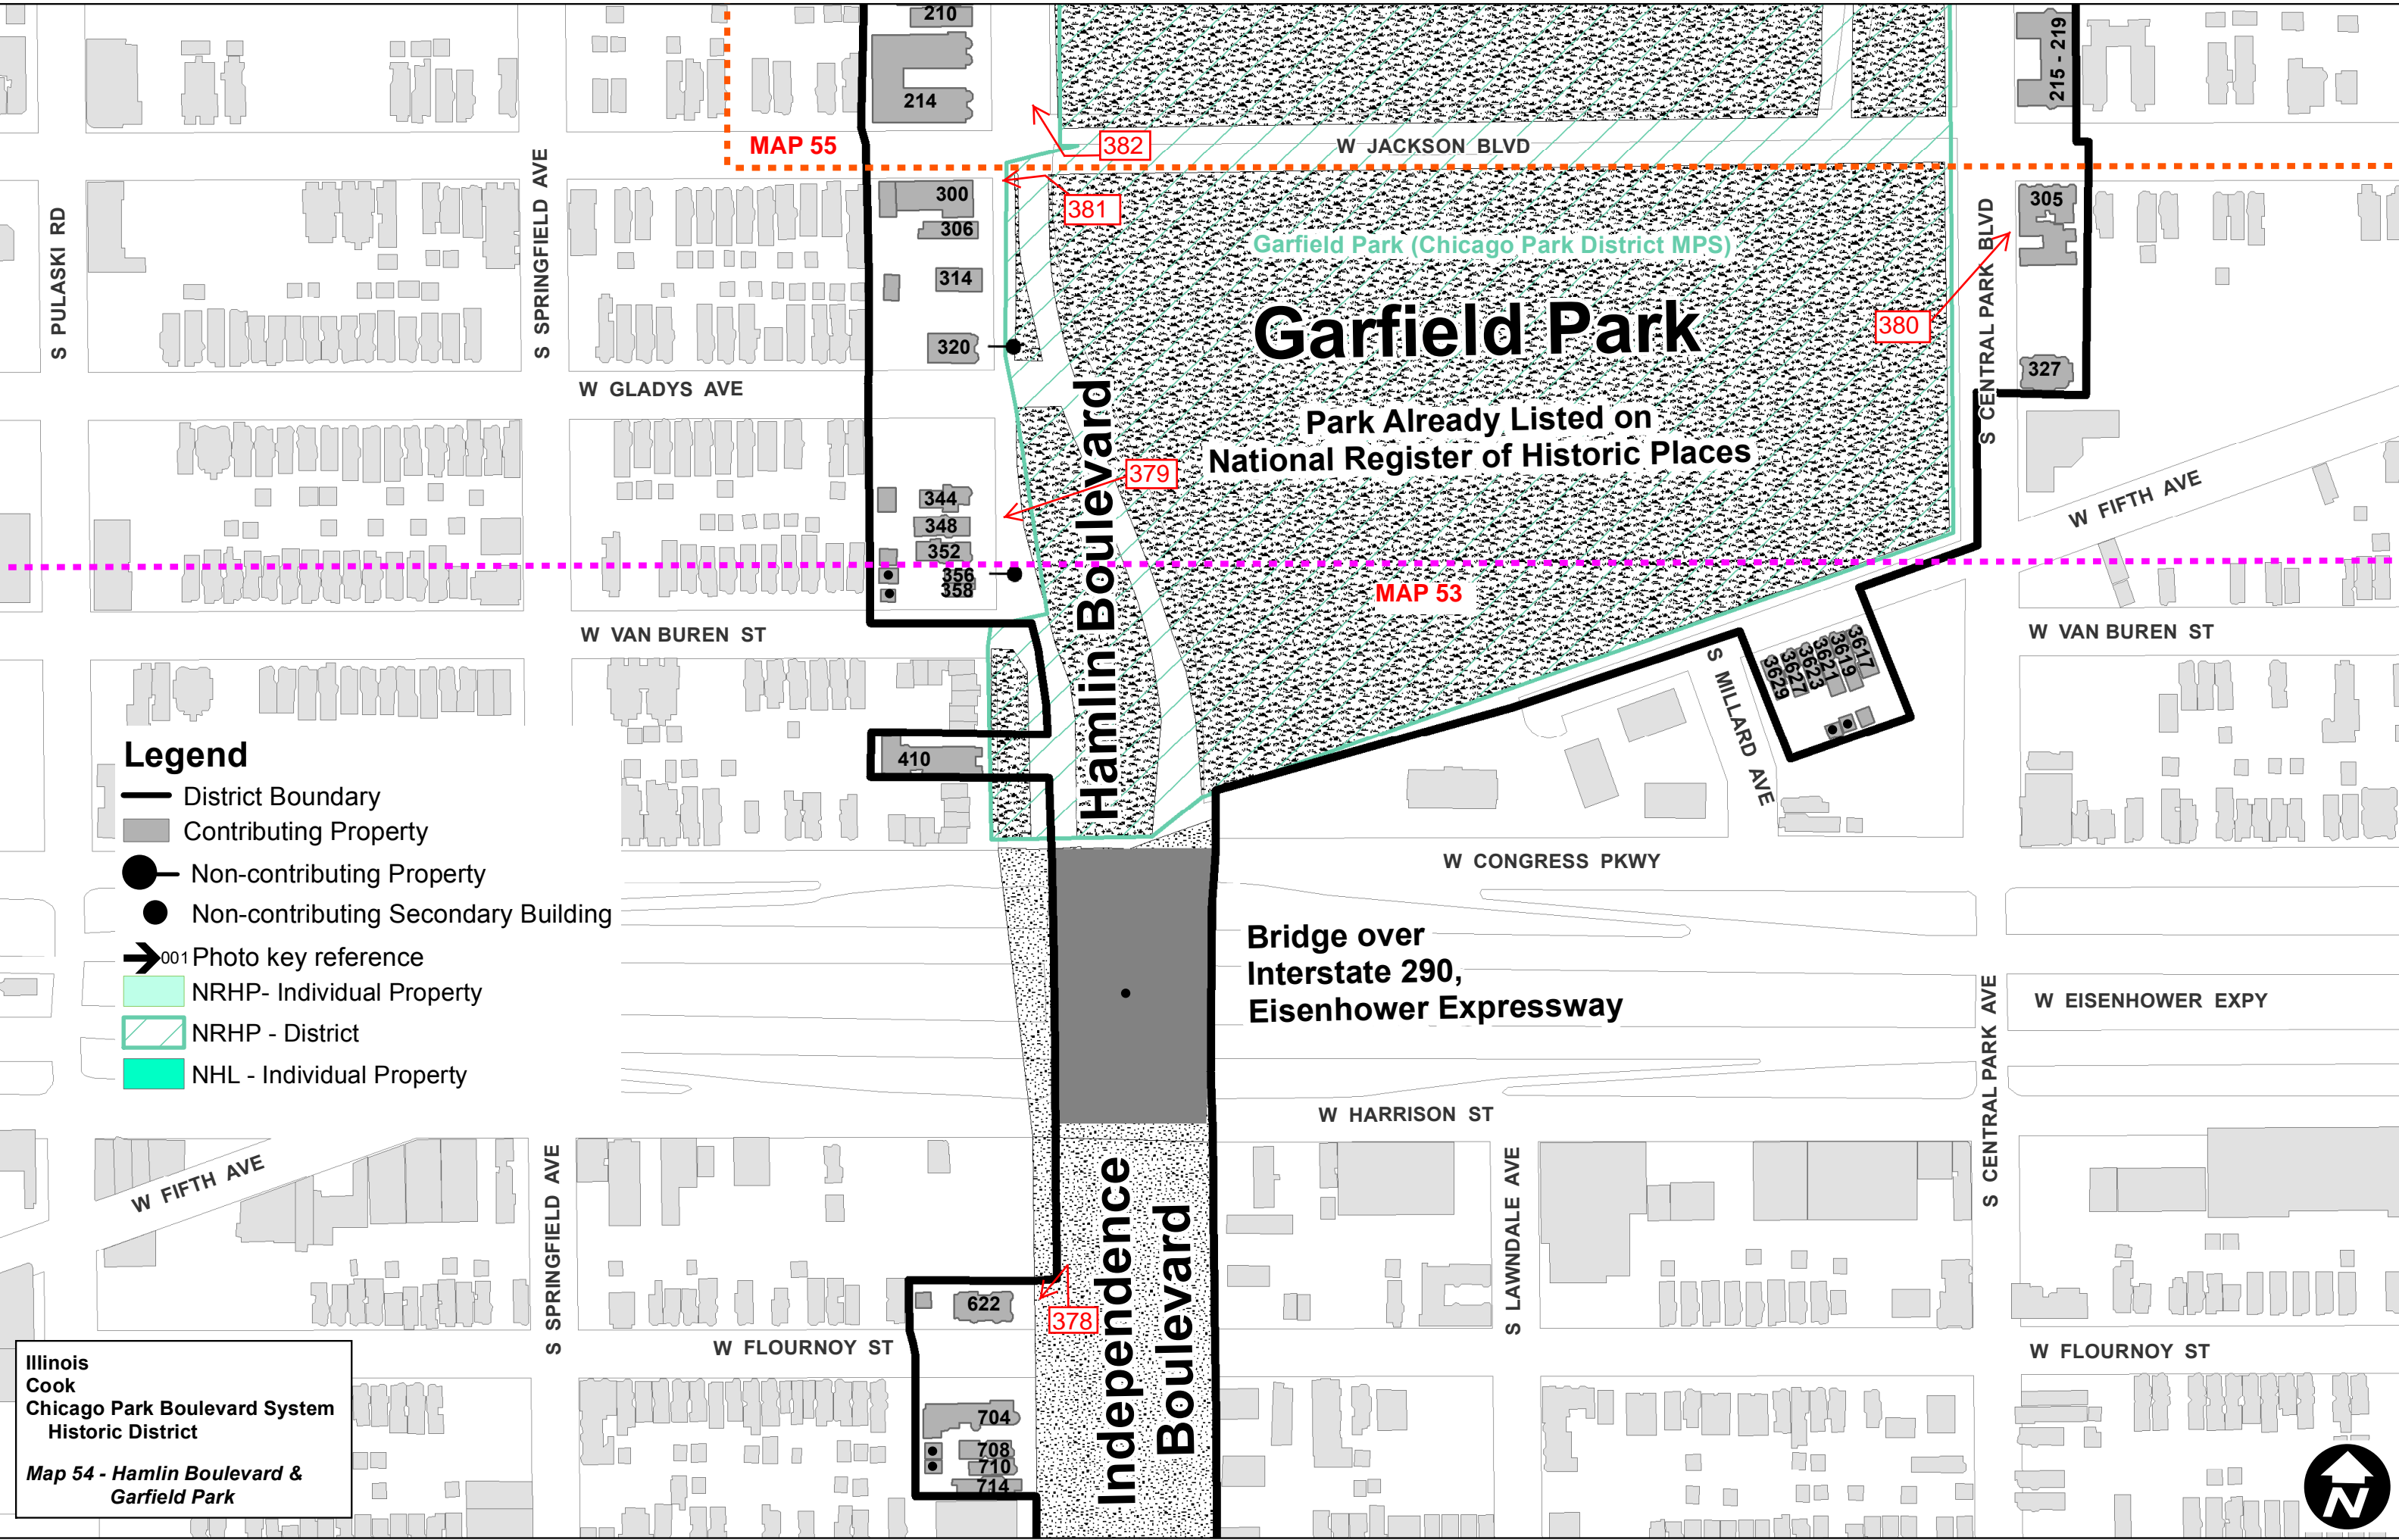 210
214
215 - 219
MAP 55
382
W JACKSON BLVD
S PULASKI RD
S SPRINGFIELD AVE
300
381
306
314
320
Garfield Park (Chicago Park District MPS)
Garfield Park
380
S CENTRAL PARK BLVD
305
327
W GLADYS AVE
Hamlin Boulevard
Park Already Listed on
National Register of Historic Places
379
344
348
352
356
358
W FIFTH AVE
MAP 53
W VAN BUREN ST
W VAN BUREN ST
3629
3627
3623
3621
3619
3617
S MILLARD AVE
410
Legend
District Boundary
Contributing Property
Non-contributing Property
Non-contributing Secondary Building
001 Photo key reference
NRHP- Individual Property
NRHP - District
NHL - Individual Property
W CONGRESS PKWY
Bridge over
Interstate 290,
Eisenhower Expressway
W EISENHOWER EXPY
S CENTRAL PARK AVE
W HARRISON ST
W FIFTH AVE
S SPRINGFIELD AVE
Independence
Boulevard
S LAWNDALE AVE
622
378
W FLOURNOY ST
W FLOURNOY ST
704
708
710
714
Illinois
Cook
Chicago Park Boulevard System
Historic District
Map 54 - Hamlin Boulevard &
Garfield Park
N